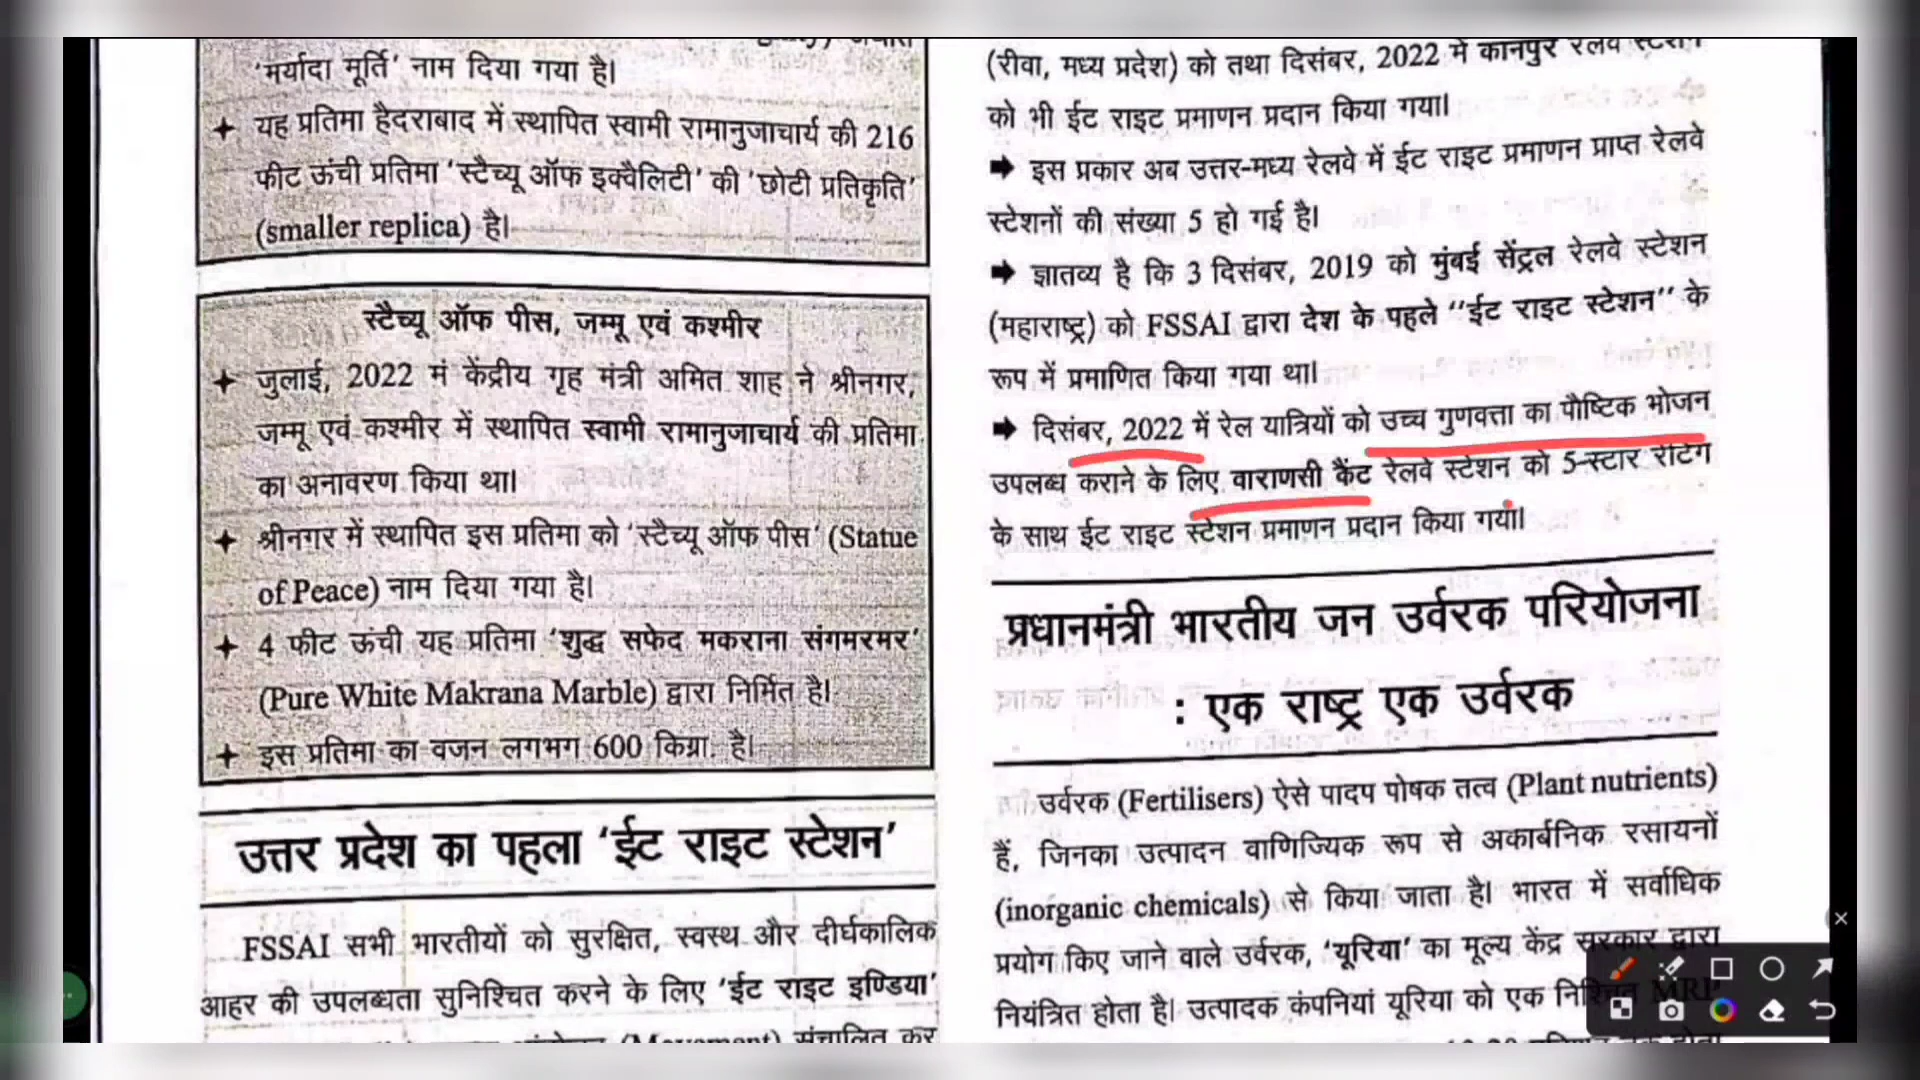 'मर्यादा मूर्ति' नाम दिया गया है।
यह प्रतिमा हैदराबाद में स्थापित स्वामी रामानुजाचार्य की 216
फीट ऊंची प्रतिमा 'स्टैच्यू ऑफ इक्वैलिटी' की 'छोटी प्रतिकृति'
(smaller replica) है।
स्टैच्यू ऑफ पीस, जम्मू एवं कश्मीर
जुलाई, 2022 मं केंद्रीय गृह मंत्री अमित शाह ने श्रीनगर,
जम्मू एवं कश्मीर में स्थापित स्वामी रामानुजाचार्य की प्रतिमा
का अनावरण किया था।
श्रीनगर में स्थापित इस प्रतिमा को 'स्टैच्यू ऑफ पीस' (Statue
of Peace) नाम दिया गया है।
4 फीट ऊंची यह प्रतिमा 'शुद्ध सफेद मकराना संगमरमर'
(Pure White Makrana Marble) द्वारा निर्मित है।
इस प्रतिमा का वजन लगभग 600 किग्रा. है।
उत्तर प्रदेश का पहला 'ईट राइट स्टेशन'
FSSAI सभी भारतीयों को सुरक्षित, स्वस्थ और दीर्घकालिक
आहर की उपलब्धता सुनिश्चित करने के लिए 'ईट राइट इण्डिया'
(Movement) संचालित कर
(रीवा, मध्य प्रदेश) को तथा दिसंबर, 2022 में कानपुर रेलवे स्टेशन
को भी ईट राइट प्रमाणन प्रदान किया गया।
➡ इस प्रकार अब उत्तर-मध्य रेलवे में ईट राइट प्रमाणन प्राप्त रेलवे
स्टेशनों की संख्या 5 हो गई है।
➡ ज्ञातव्य है कि 3 दिसंबर, 2019 को मुंबई सेंट्रल रेलवे स्टेशन
(महाराष्ट्र) को FSSAI द्वारा देश के पहले ''ईट राइट स्टेशन'' के
रूप में प्रमाणित किया गया था।
➡ दिसंबर, 2022 में रेल यात्रियों को उच्च गुणवत्ता का पौष्टिक भोजन
उपलब्ध कराने के लिए वाराणसी कैंट रेलवे स्टेशन को 5-स्टार रेटिंग
के साथ ईट राइट स्टेशन प्रमाणन प्रदान किया गया।
प्रधानमंत्री भारतीय जन उर्वरक परियोजना
: एक राष्ट्र एक उर्वरक
उर्वरक (Fertilisers) ऐसे पादप पोषक तत्व (Plant nutrients)
हैं, जिनका उत्पादन वाणिज्यिक रूप से अकार्बनिक रसायनों
(inorganic chemicals) से किया जाता है। भारत में सर्वाधिक
प्रयोग किए जाने वाले उर्वरक, 'यूरिया' का मूल्य केंद्र सरकार द्वारा
नियंत्रित होता है। उत्पादक कंपनियां यूरिया को एक निश्चित MRP